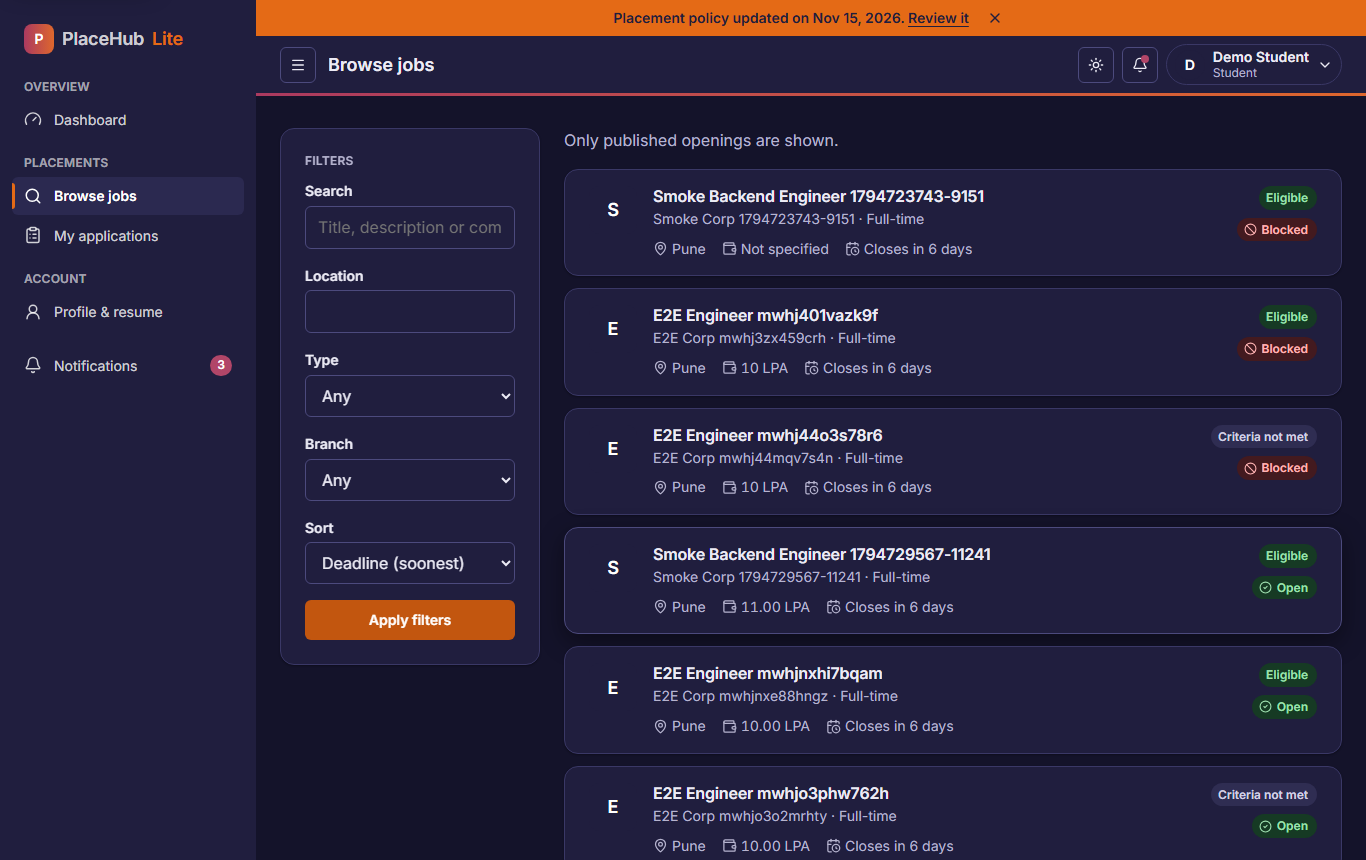 P PlaceHub Lite
OVERVIEW
Dashboard
PLACEMENTS
Browse jobs
My applications
ACCOUNT
Profile & resume
Notifications 3
Placement policy updated on Nov 15, 2026. Review it
Browse jobs
D Demo Student
Student
FILTERS
Search
Title, description or com
Location
Type
Any
Branch
Any
Sort
Deadline (soonest)
Apply filters
Only published openings are shown.
S
Smoke Backend Engineer 1794723743-9151
Smoke Corp 1794723743-9151 · Full-time
Pune Not specified Closes in 6 days
Eligible
Blocked
E
E2E Engineer mwhj401vazk9f
E2E Corp mwhj3zx459crh · Full-time
Pune 10 LPA Closes in 6 days
Eligible
Blocked
E
E2E Engineer mwhj44o3s78r6
E2E Corp mwhj44mqv7s4n · Full-time
Pune 10 LPA Closes in 6 days
Criteria not met
Blocked
S
Smoke Backend Engineer 1794729567-11241
Smoke Corp 1794729567-11241 · Full-time
Pune 11.00 LPA Closes in 6 days
Eligible
Open
E
E2E Engineer mwhjnxhi7bqam
E2E Corp mwhjnxe88hngz · Full-time
Pune 10.00 LPA Closes in 6 days
Eligible
Open
E
E2E Engineer mwhjo3phw762h
E2E Corp mwhjo3o2mrhty · Full-time
Pune 10.00 LPA Closes in 6 days
Criteria not met
Open